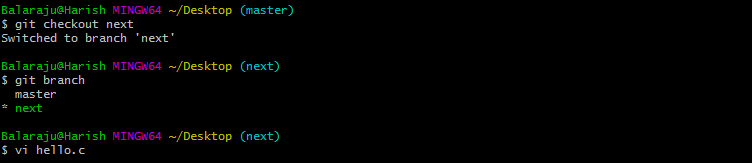 Balaraju@Harish MINGW64 ~/Desktop (master)
$ git checkout next
Switched to branch 'next'
Balaraju@Harish MINGW64 ~/Desktop (next)
$ git branch
  master
* next
Balaraju@Harish MINGW64 ~/Desktop (next)
$ vi hello.c